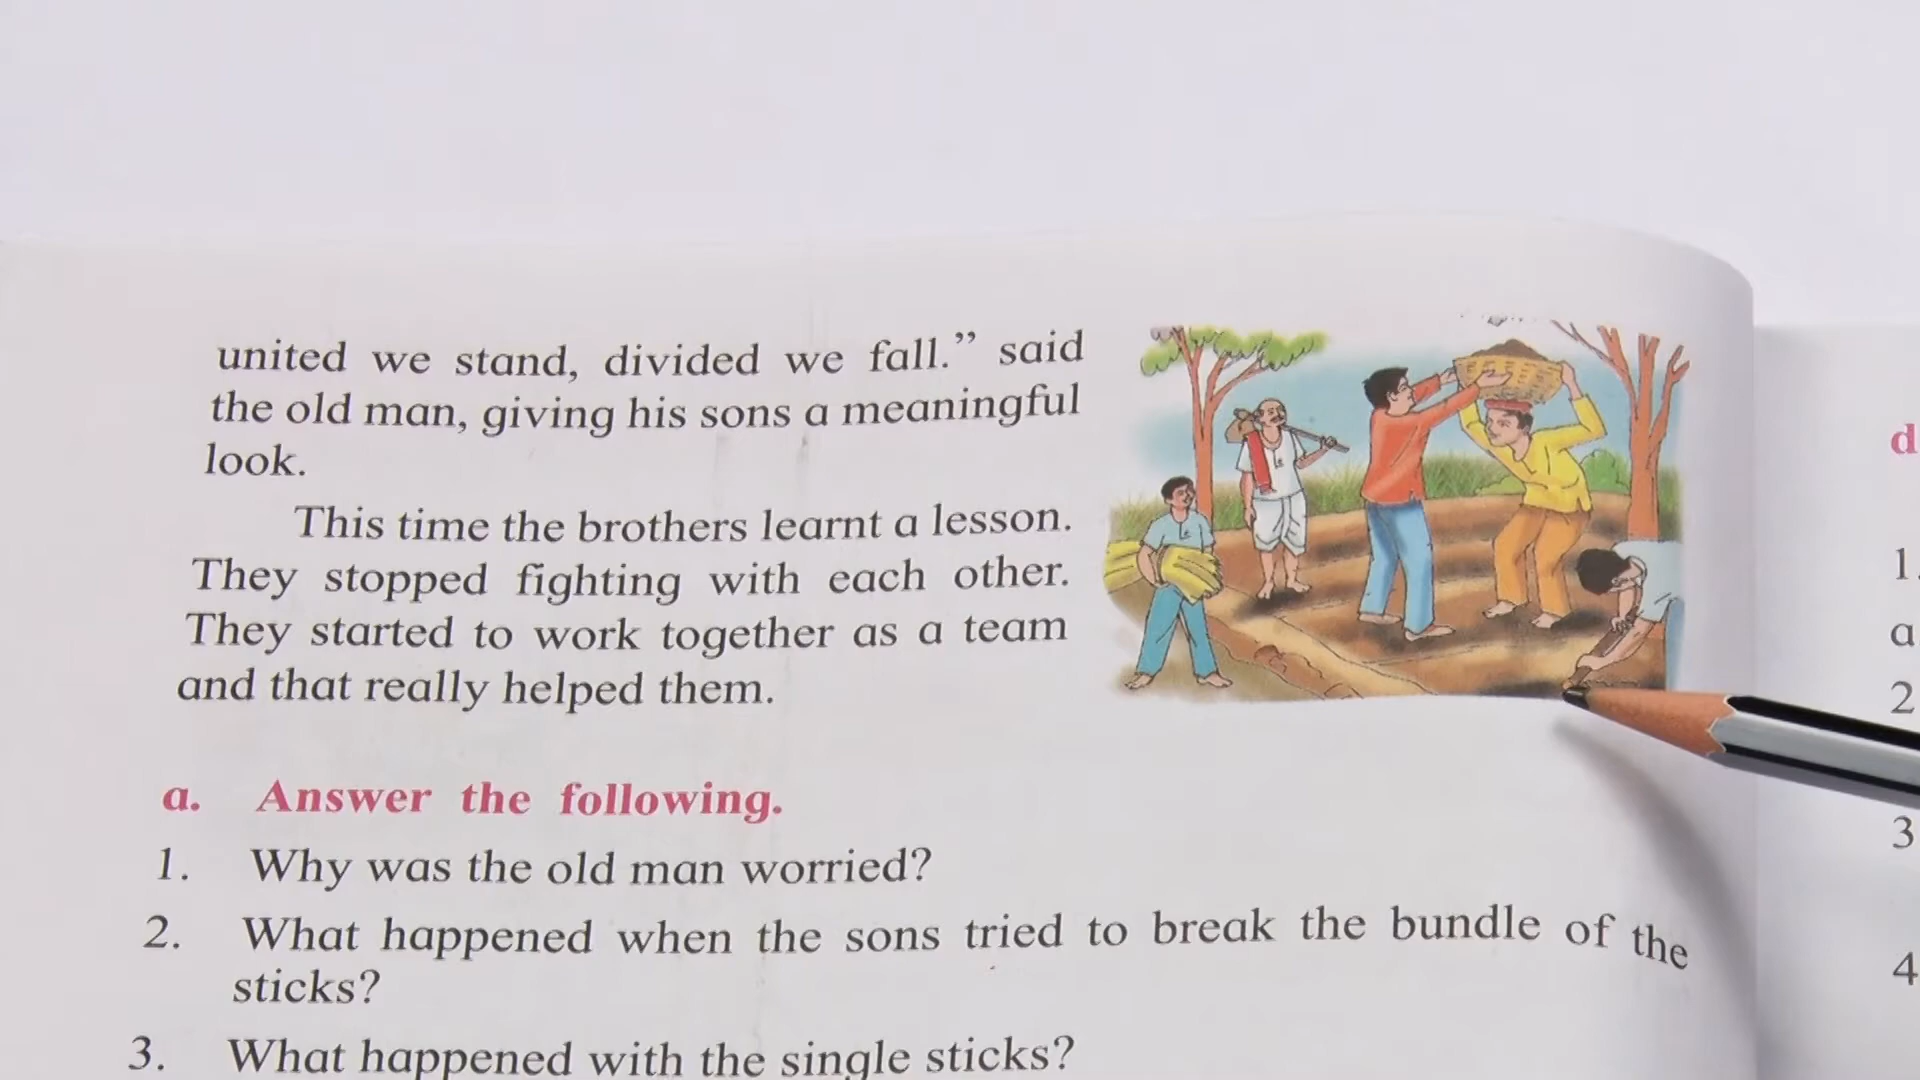 united we stand, divided we fall.” said
the old man, giving his sons a meaningful
look.
This time the brothers learnt a lesson.
They stopped fighting with each other.
They started to work together as a team
and that really helped them.
a. Answer the following.
1. Why was the old man worried?
2. What happened when the sons tried to break the bundle of the
sticks?
3. What happened with the single sticks?
d
1.
a
2
3
4